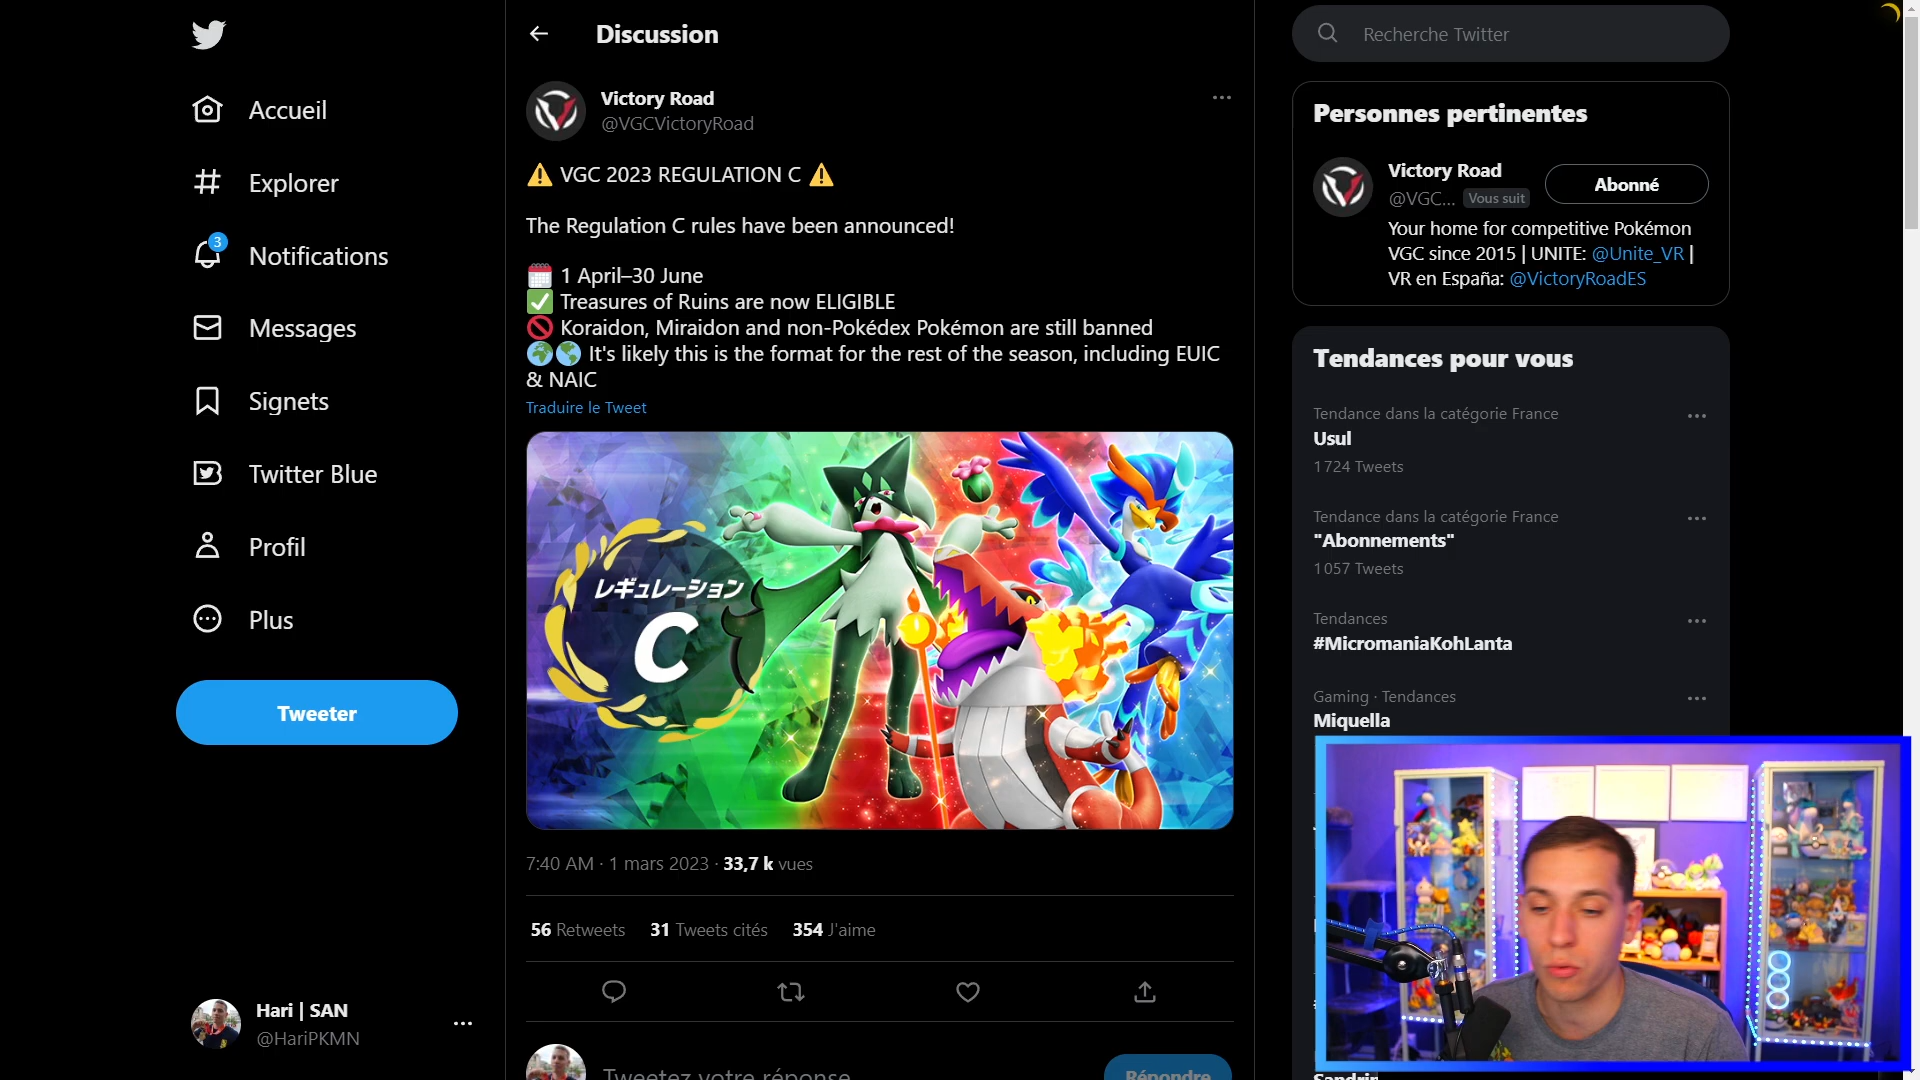 Accueil
Explorer
3
Notifications
Messages
Signets
Twitter Blue
Profil
Plus
Tweeter
Hari | SAN
@HariPKMN
Discussion
Victory Road
@VGCVictoryRoad
⚠️ VGC 2023 REGULATION C ⚠️
The Regulation C rules have been announced!
🗓️ 1 April–30 June
✅ Treasures of Ruins are now ELIGIBLE
🚫 Koraidon, Miraidon and non-Pokédex Pokémon are still banned
🌍🌎 It's likely this is the format for the rest of the season, including EUIC
& NAIC
Traduire le Tweet
レギュレーション
C
7:40 AM · 1 mars 2023 · 33,7 k vues
56 Retweets 31 Tweets cités 354 J'aime
Tweetez votre réponse
Répondre
Recherche Twitter
Personnes pertinentes
Victory Road
@VGC... Vous suit
Abonné
Your home for competitive Pokémon
VGC since 2015 | UNITE: @Unite_VR |
VR en España: @VictoryRoadES
Tendances pour vous
Tendance dans la catégorie France
Usul
1 724 Tweets
Tendance dans la catégorie France
"Abonnements"
1 057 Tweets
Tendances
#MicromaniaKohLanta
Gaming · Tendances
Miquella